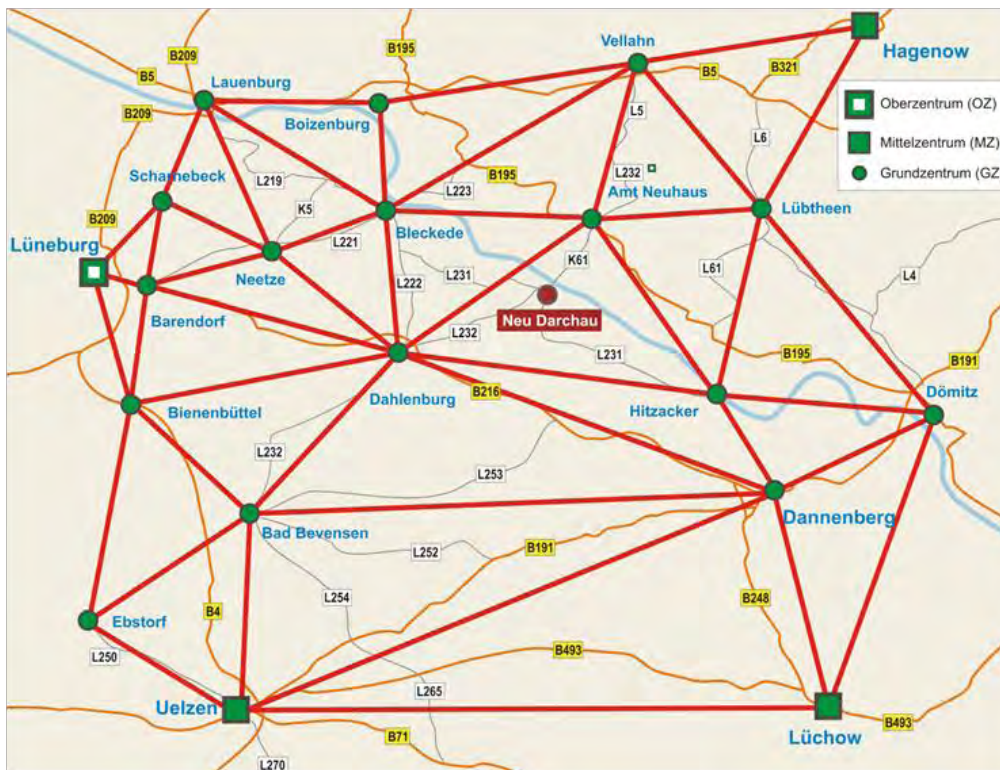 Vellahn
Hagenow
B209
B195
B5
B321
B5
Lauenburg
B209
Boizenburg
L5
L6
Oberzentrum (OZ)
Mittelzentrum (MZ)
Grundzentrum (GZ)
Scharnebeck
L219
K5
L223
B195
L232
Amt Neuhaus
Lübtheen
B209
Lüneburg
L221
Bleckede
Neetze
L231
K61
L61
L4
L222
Barendorf
Neu Darchau
L232
L231
B195
B191
Bienenbüttel
Dahlenburg
B216
Hitzacker
Dömitz
L232
L253
Dannenberg
Bad Bevensen
L252
B191
L254
B248
Ebstorf
B4
L250
B493
L265
Uelzen
B71
Lüchow
B493
L270